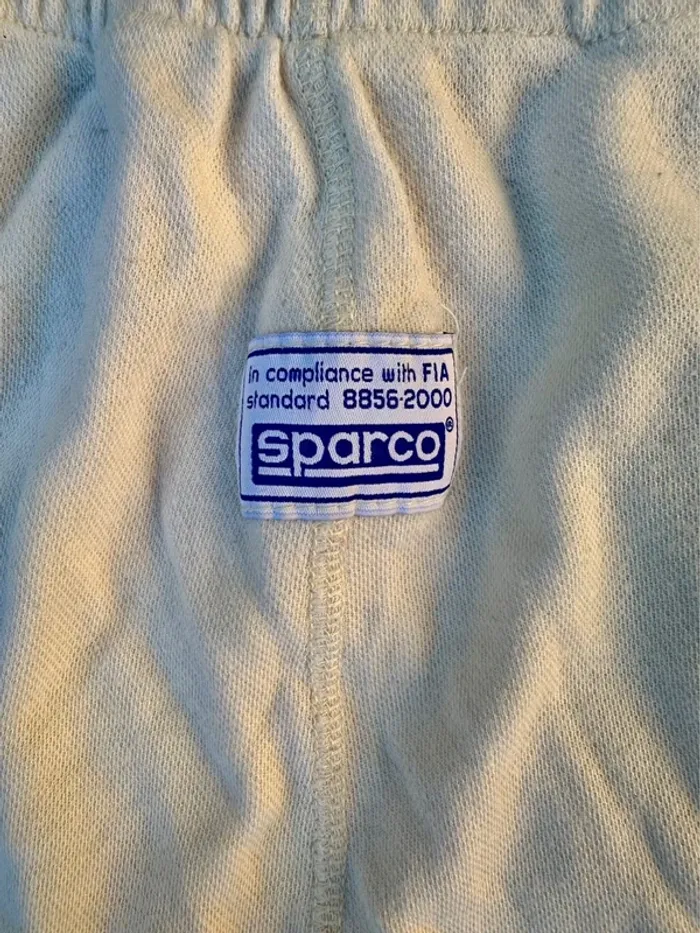 in compliance with FIA
standard 8856-2000
sparco®